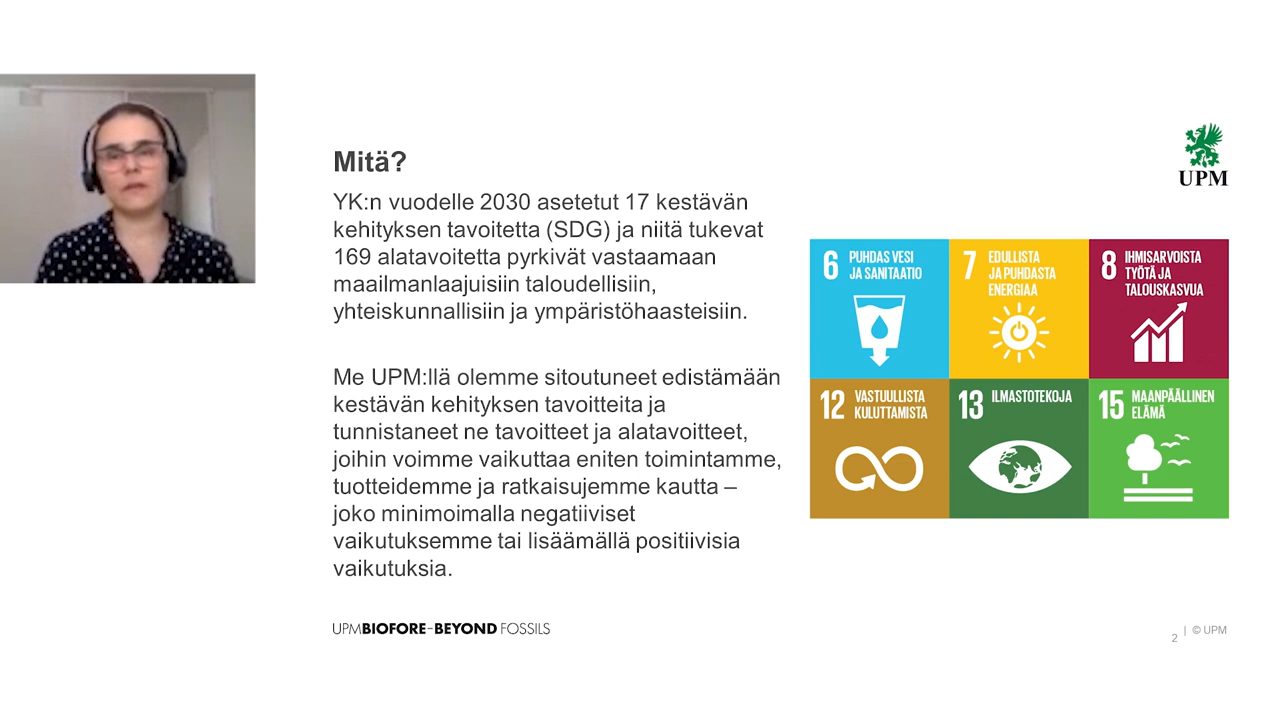 Mitä?
YK:n vuodelle 2030 asetetut 17 kestävän
kehityksen tavoitetta (SDG) ja niitä tukevat
169 alatavoitetta pyrkivät vastaamaan
maailmanlaajuisiin taloudellisiin,
yhteiskunnallisiin ja ympäristöhaasteisiin.
Me UPM:llä olemme sitoutuneet edistämään
kestävän kehityksen tavoitteita ja
tunnistaneet ne tavoitteet ja alatavoitteet,
joihin voimme vaikuttaa eniten toimintamme,
tuotteidemme ja ratkaisujemme kautta –
joko minimoimalla negatiiviset
vaikutuksemme tai lisäämällä positiivisia
vaikutuksia.
UPM
6 PUHDAS VESI
JA SANITAATIO
7 EDULLISTA
JA PUHDASTA
ENERGIAA
8 IHMISARVOISTA
TYÖTÄ JA
TALOUSKASVUA
12 VASTUULLISTA
KULUTTAMISTA
13 ILMASTOTEKOJA
15 MAANPÄÄLLINEN
ELÄMÄ
UPM BIOFORE–BEYOND FOSSILS
2 | © UPM